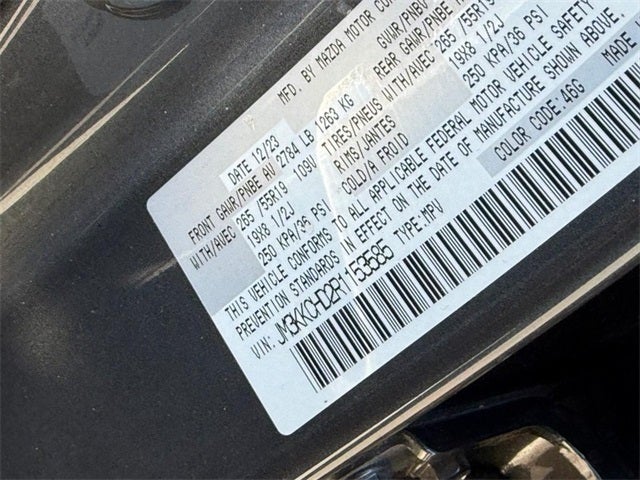 MFD. BY MAZDA MOTOR
DATE 12/23 GVWR/PNBV
FRONT GAWR/PNBE AV 2784 LB 1263 KG REAR GAWR/PNBE
WITH/AVEC 265 /55R19 109V TIRES/PNEUS WITH/AVEC 265 /55R19
19X8 1/2J RIMS/JANTES 19X8 1/2J
250 KPA/36 PSI COLD/A FROID 250 KPA/36 PSI
THIS VEHICLE CONFORMS TO ALL APPLICABLE FEDERAL MOTOR VEHICLE SAFETY
PREVENTION STANDARDS IN EFFECT ON THE DATE OF MANUFACTURE SHOWN ABOVE.
VIN: JM3KKCHD2R1153585 TYPE: MPV COLOR CODE: 46G MADE